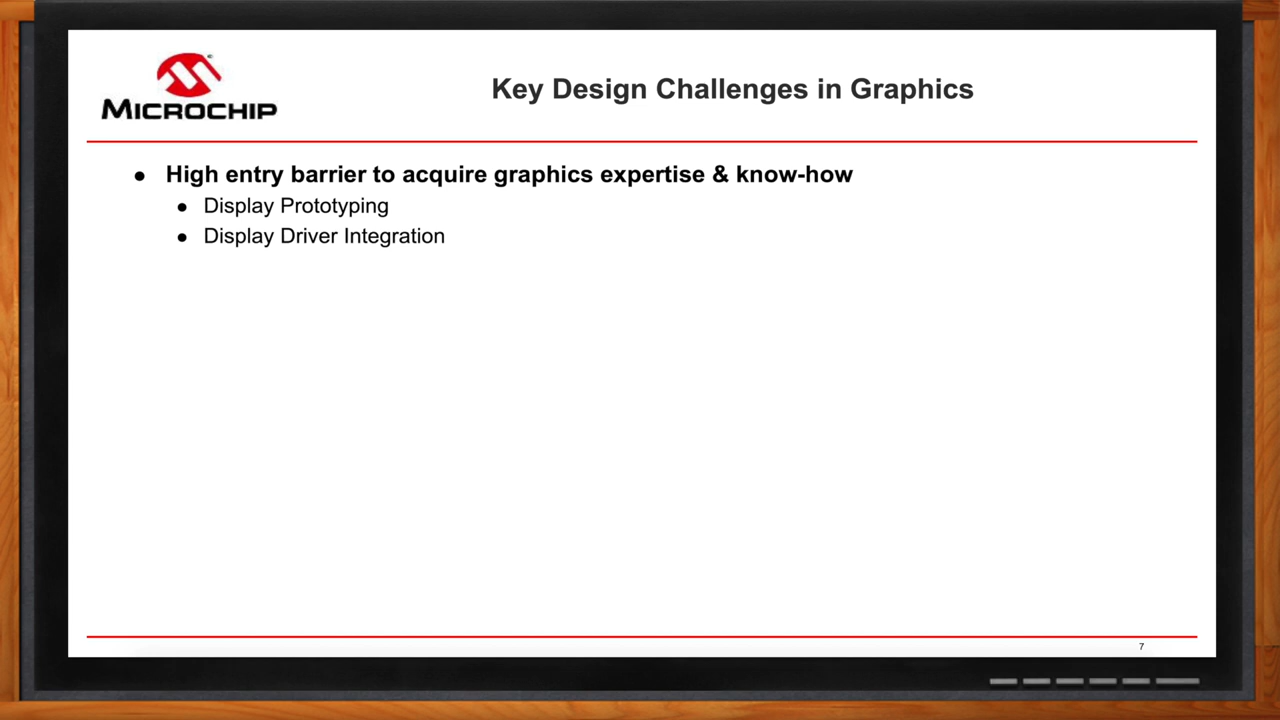 MICROCHIP
Key Design Challenges in Graphics
● High entry barrier to acquire graphics expertise & know-how
● Display Prototyping
● Display Driver Integration
7